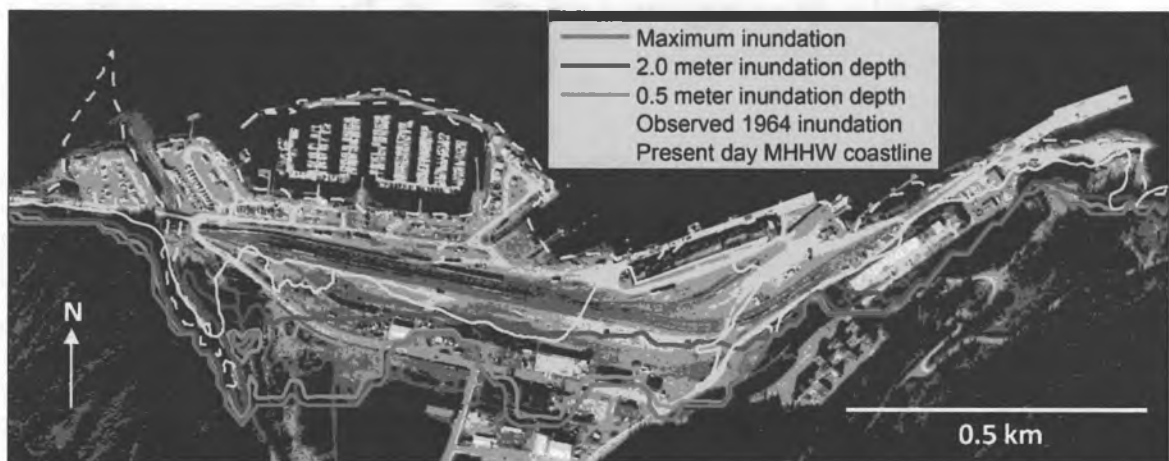 Maximum inundation
2.0 meter inundation depth
0.5 meter inundation depth
Observed 1964 inundation
Present day MHHW coastline
N
0.5 km